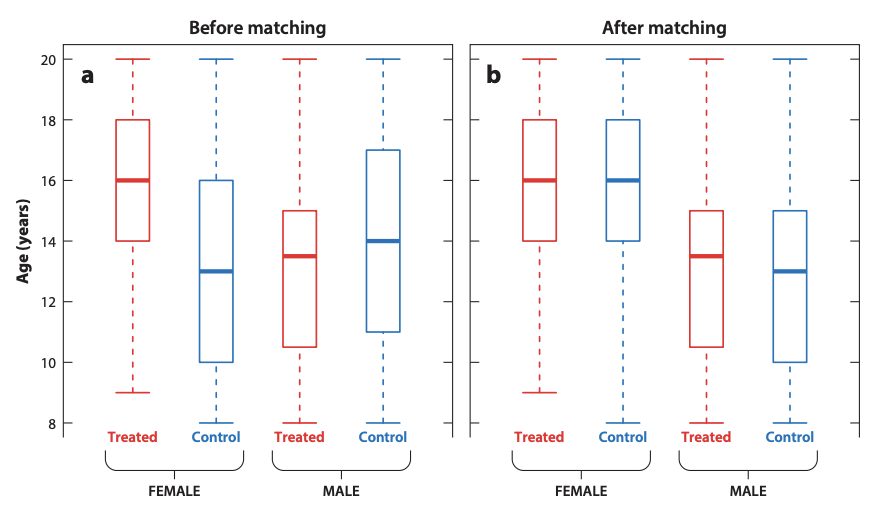 Before matching
After matching
a
b
Age (years)
20
18
16
14
12
10
8
Treated Control Treated Control
Treated Control Treated Control
FEMALE MALE
FEMALE MALE